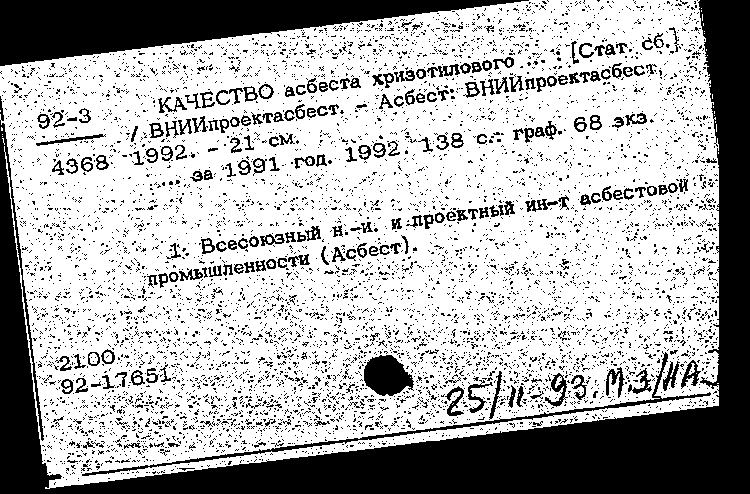 92-3
4368
КАЧЕСТВО асбеста хризотилового ... : [Стат. сб.]
/ ВНИИпроектасбест. - Асбест: ВНИИпроектасбест,
1992. - 21 см.
... за 1991 год. 1992. 138 с.: граф. 68 экз.
1. Всесоюзный н.-и. и проектный ин-т асбестовой
промышленности (Асбест).
2100
92-17651
25/II-93. М.З/